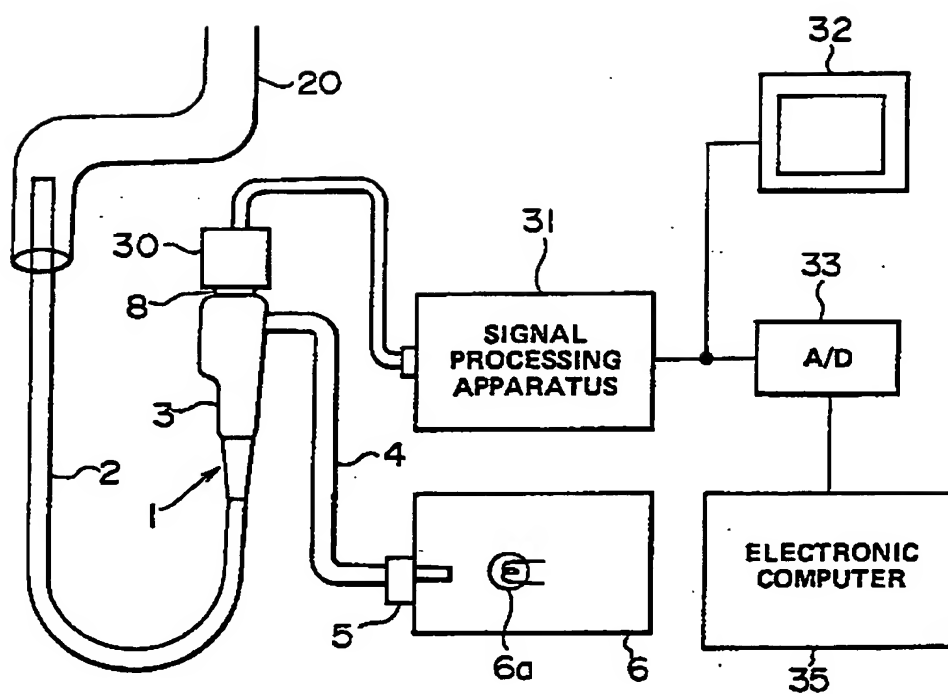 32
20
31
30
33
8
SIGNAL
PROCESSING
APPARATUS
A/D
3
4
2
1
ELECTRONIC
COMPUTER
5
6a
6
35